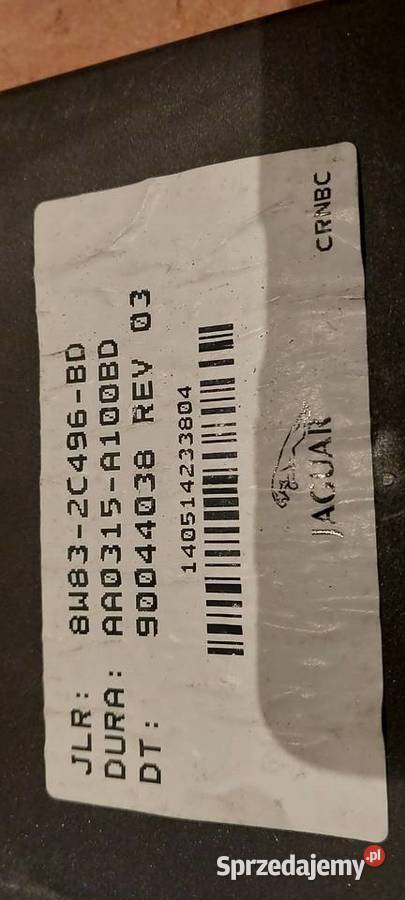 JLR: 8W83-2C496-BD
DURA: AA0315-A100BD
DT: 90044038 REV 03
140514233804
JAGUAR
CRNBC
Sprzedajemy.pl